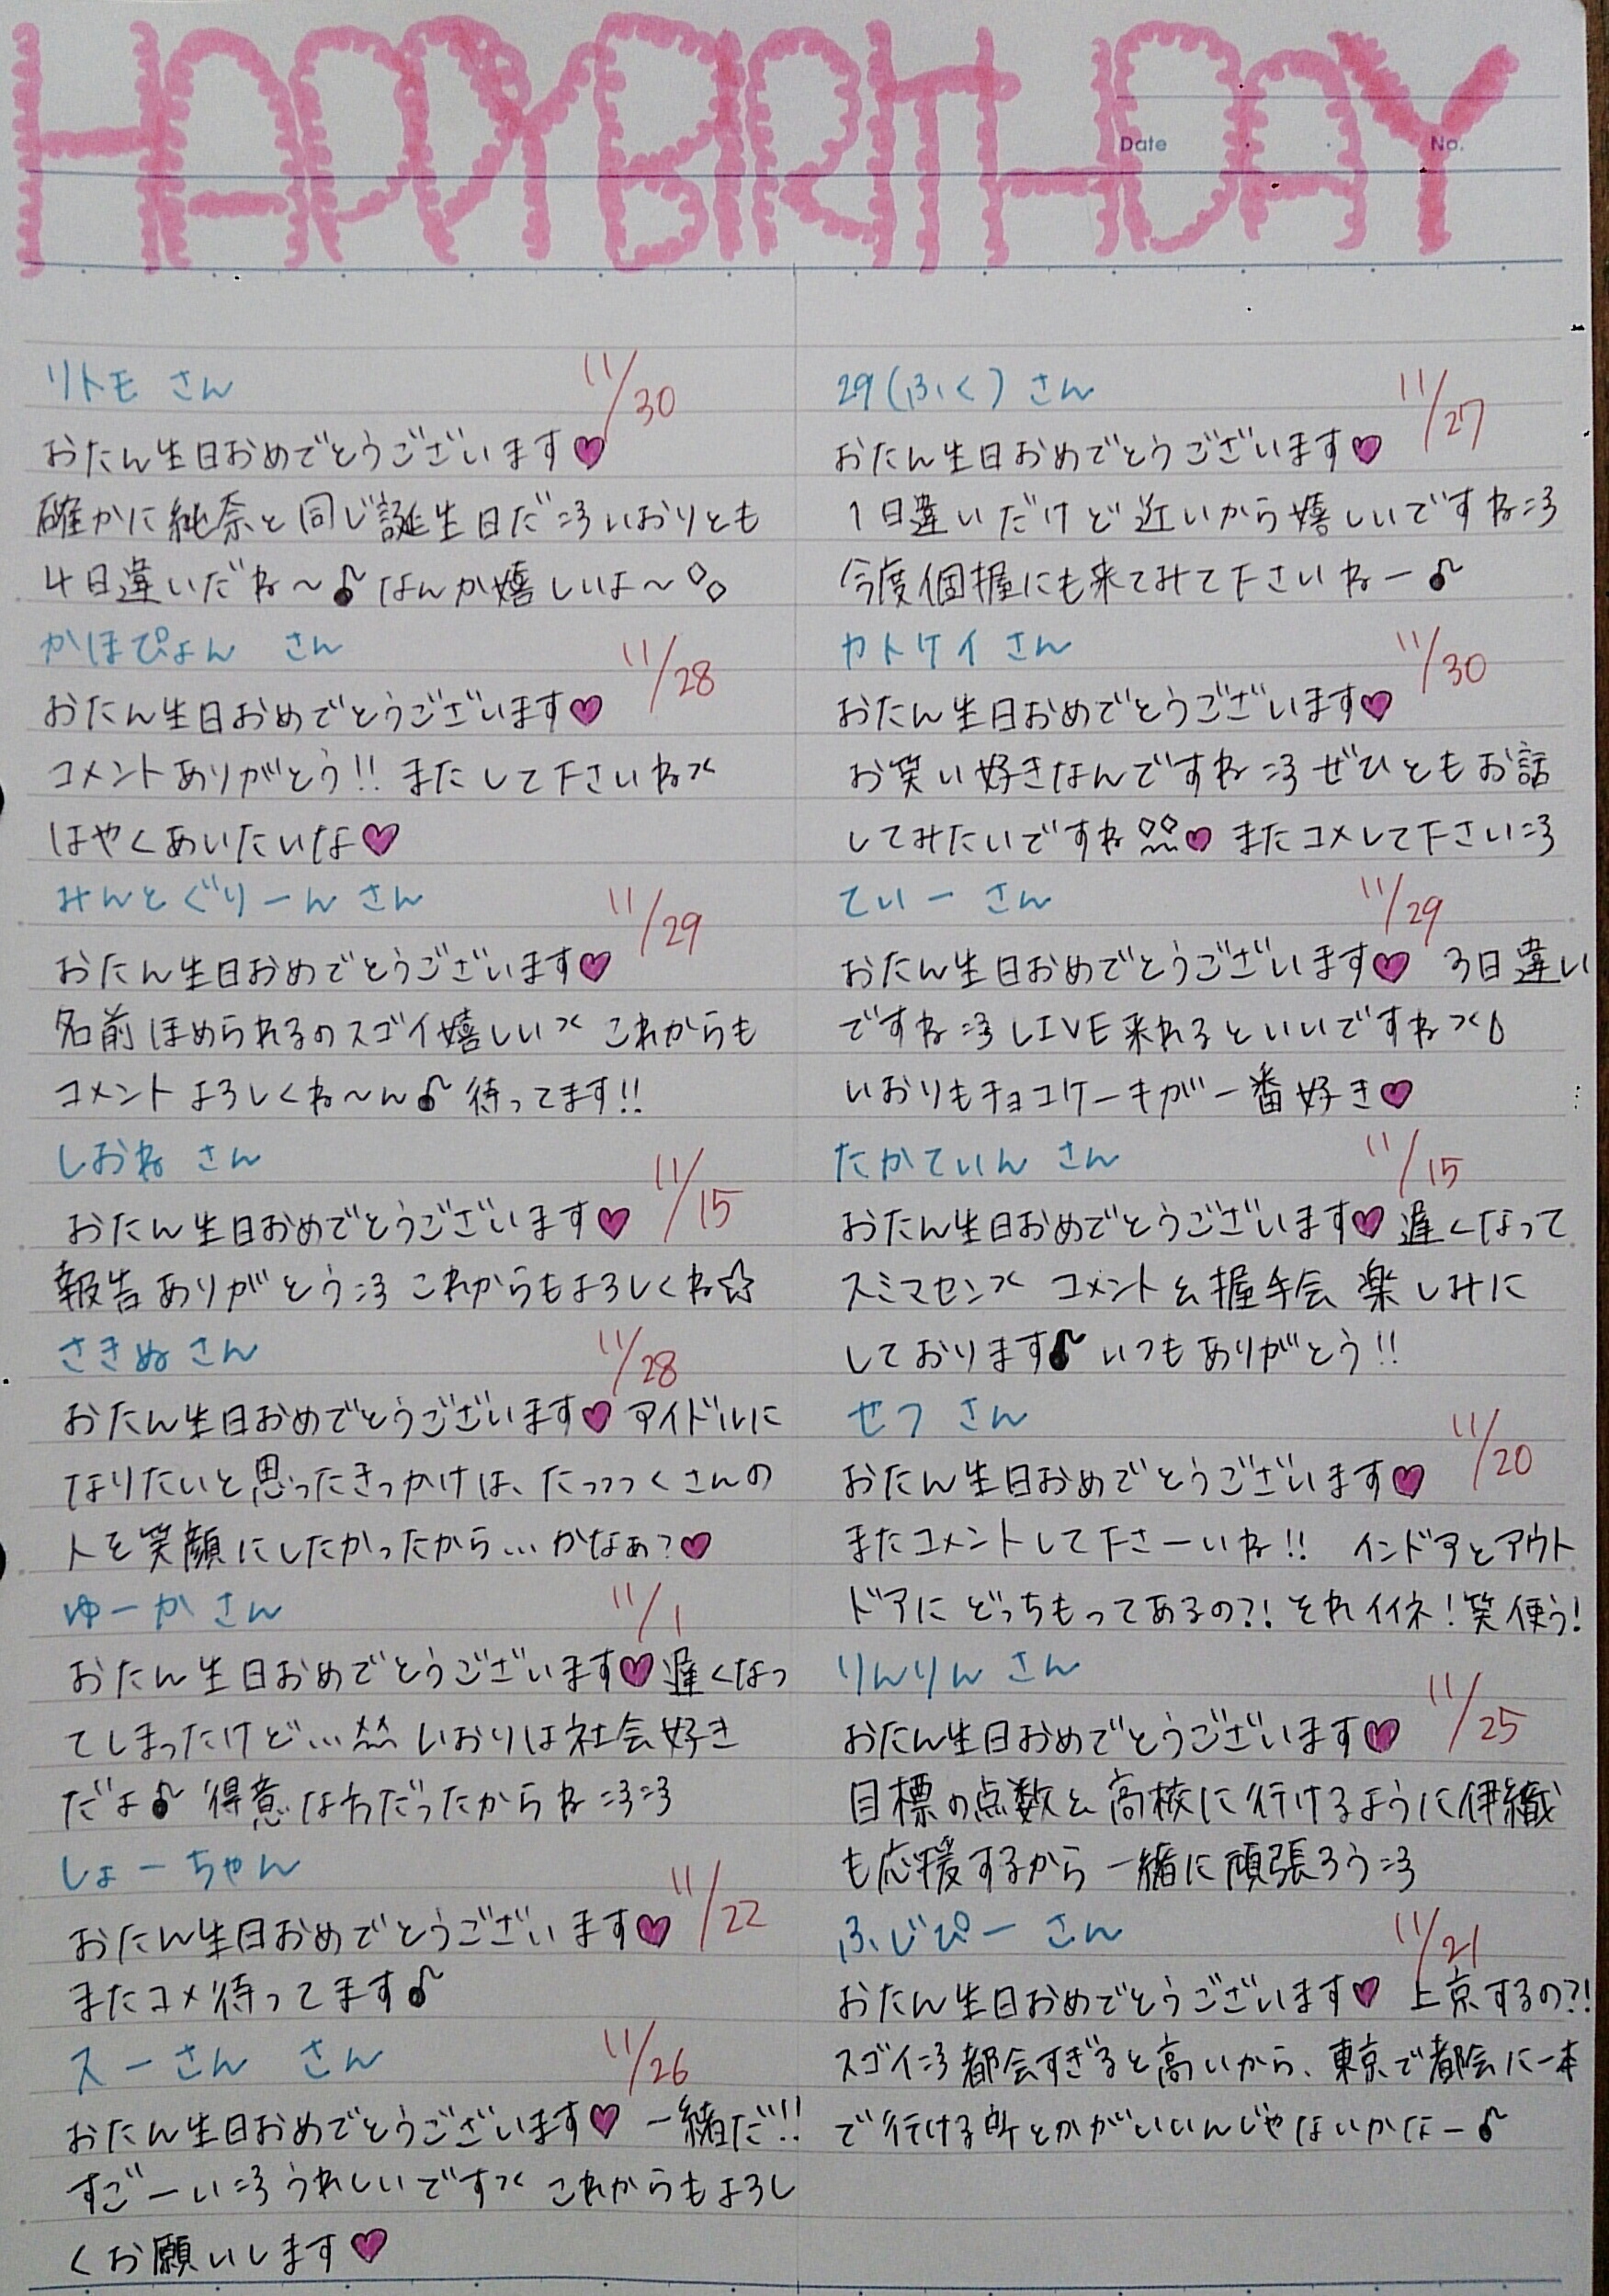 HAPPY BIRTHDAY
Date
No.
リトモ さん 11/30
おたん生日おめでとうございます♥
確かに純奈と同じ誕生日だ=3 いおりとも
4日違いだね〜♪ なんか嬉しいよ〜
かほぴょん さん 11/28
おたん生日おめでとうございます♥
コメントありがとう!! またして下さいね><
はやくあいたいな♥
みんとぐりーん さん 11/29
おたん生日おめでとうございます♥
名前ほめられるのスゴイ嬉しい>< これからも
コメントよろしくね〜ん♪ 待ってます!!
しおね さん 11/15
おたん生日おめでとうございます♥
報告ありがとう=3 これからもよろしくね☆
さきぬ さん 11/28
おたん生日おめでとうございます♥ アイドルに
なりたいと思ったきっかけは、たっっっくさんの
人を笑顔にしたかったから… かなぁ?♥
ゆーか さん 11/1
おたん生日おめでとうございます♥ 遅くなっ
てしまったけど… いおりは社会好き
だよ♪ 得意な方だったからね=3=3
しょーちゃん 11/22
おたん生日おめでとうございます♥
またコメ待ってます♪
スーさん さん 11/26
おたん生日おめでとうございます♥ 一緒だ!!
すごーい=3 うれしいです>< これからもよろし
くお願いします♥
29(ふく) さん 11/27
おたん生日おめでとうございます♥
1日違いだけど近いから嬉しいですね=3
今度個握にも来てみて下さいねー♪
カトケイ さん 11/30
おたん生日おめでとうございます♥
お笑い好きなんですね=3 ぜひともお話
してみたいですね ♥ またコメして下さい=3
てぃー さん 11/29
おたん生日おめでとうございます♥ 3日違い
ですね=3 LIVE来れるといいですね><
いおりもチョコケーキが一番好き♥
たかてぃん さん 11/15
おたん生日おめでとうございます♥ 遅くなって
スミマセン>< コメント&握手会 楽しみに
しております♪ いつもありがとう!!
せつ さん 11/20
おたん生日おめでとうございます♥
またコメントして下さーいね!! インドアとアウト
ドアに どっちもってあるの?! それイイネ!笑 使う!
りんりん さん 11/25
おたん生日おめでとうございます♥
目標の点数&高校に行けるように伊織
も応援するから 一緒に頑張ろう=3
ふじぴー さん 11/21
おたん生日おめでとうございます♥ 上京するの?!
スゴイ=3 都会すぎると高いから、東京で都会に一本
で行ける所とかがいいんじゃないかなー♪